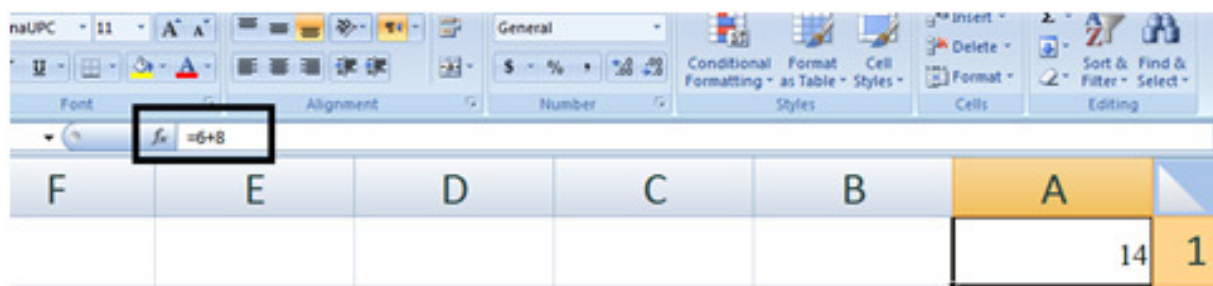 11 A A General Insert Σ
U A $ % , Conditional Formatting Format as Table Cell Styles Delete Format Sort & Filter Find & Select
Font Alignment Number Styles Cells Editing
fx =6+8
F E D C B A
14 1